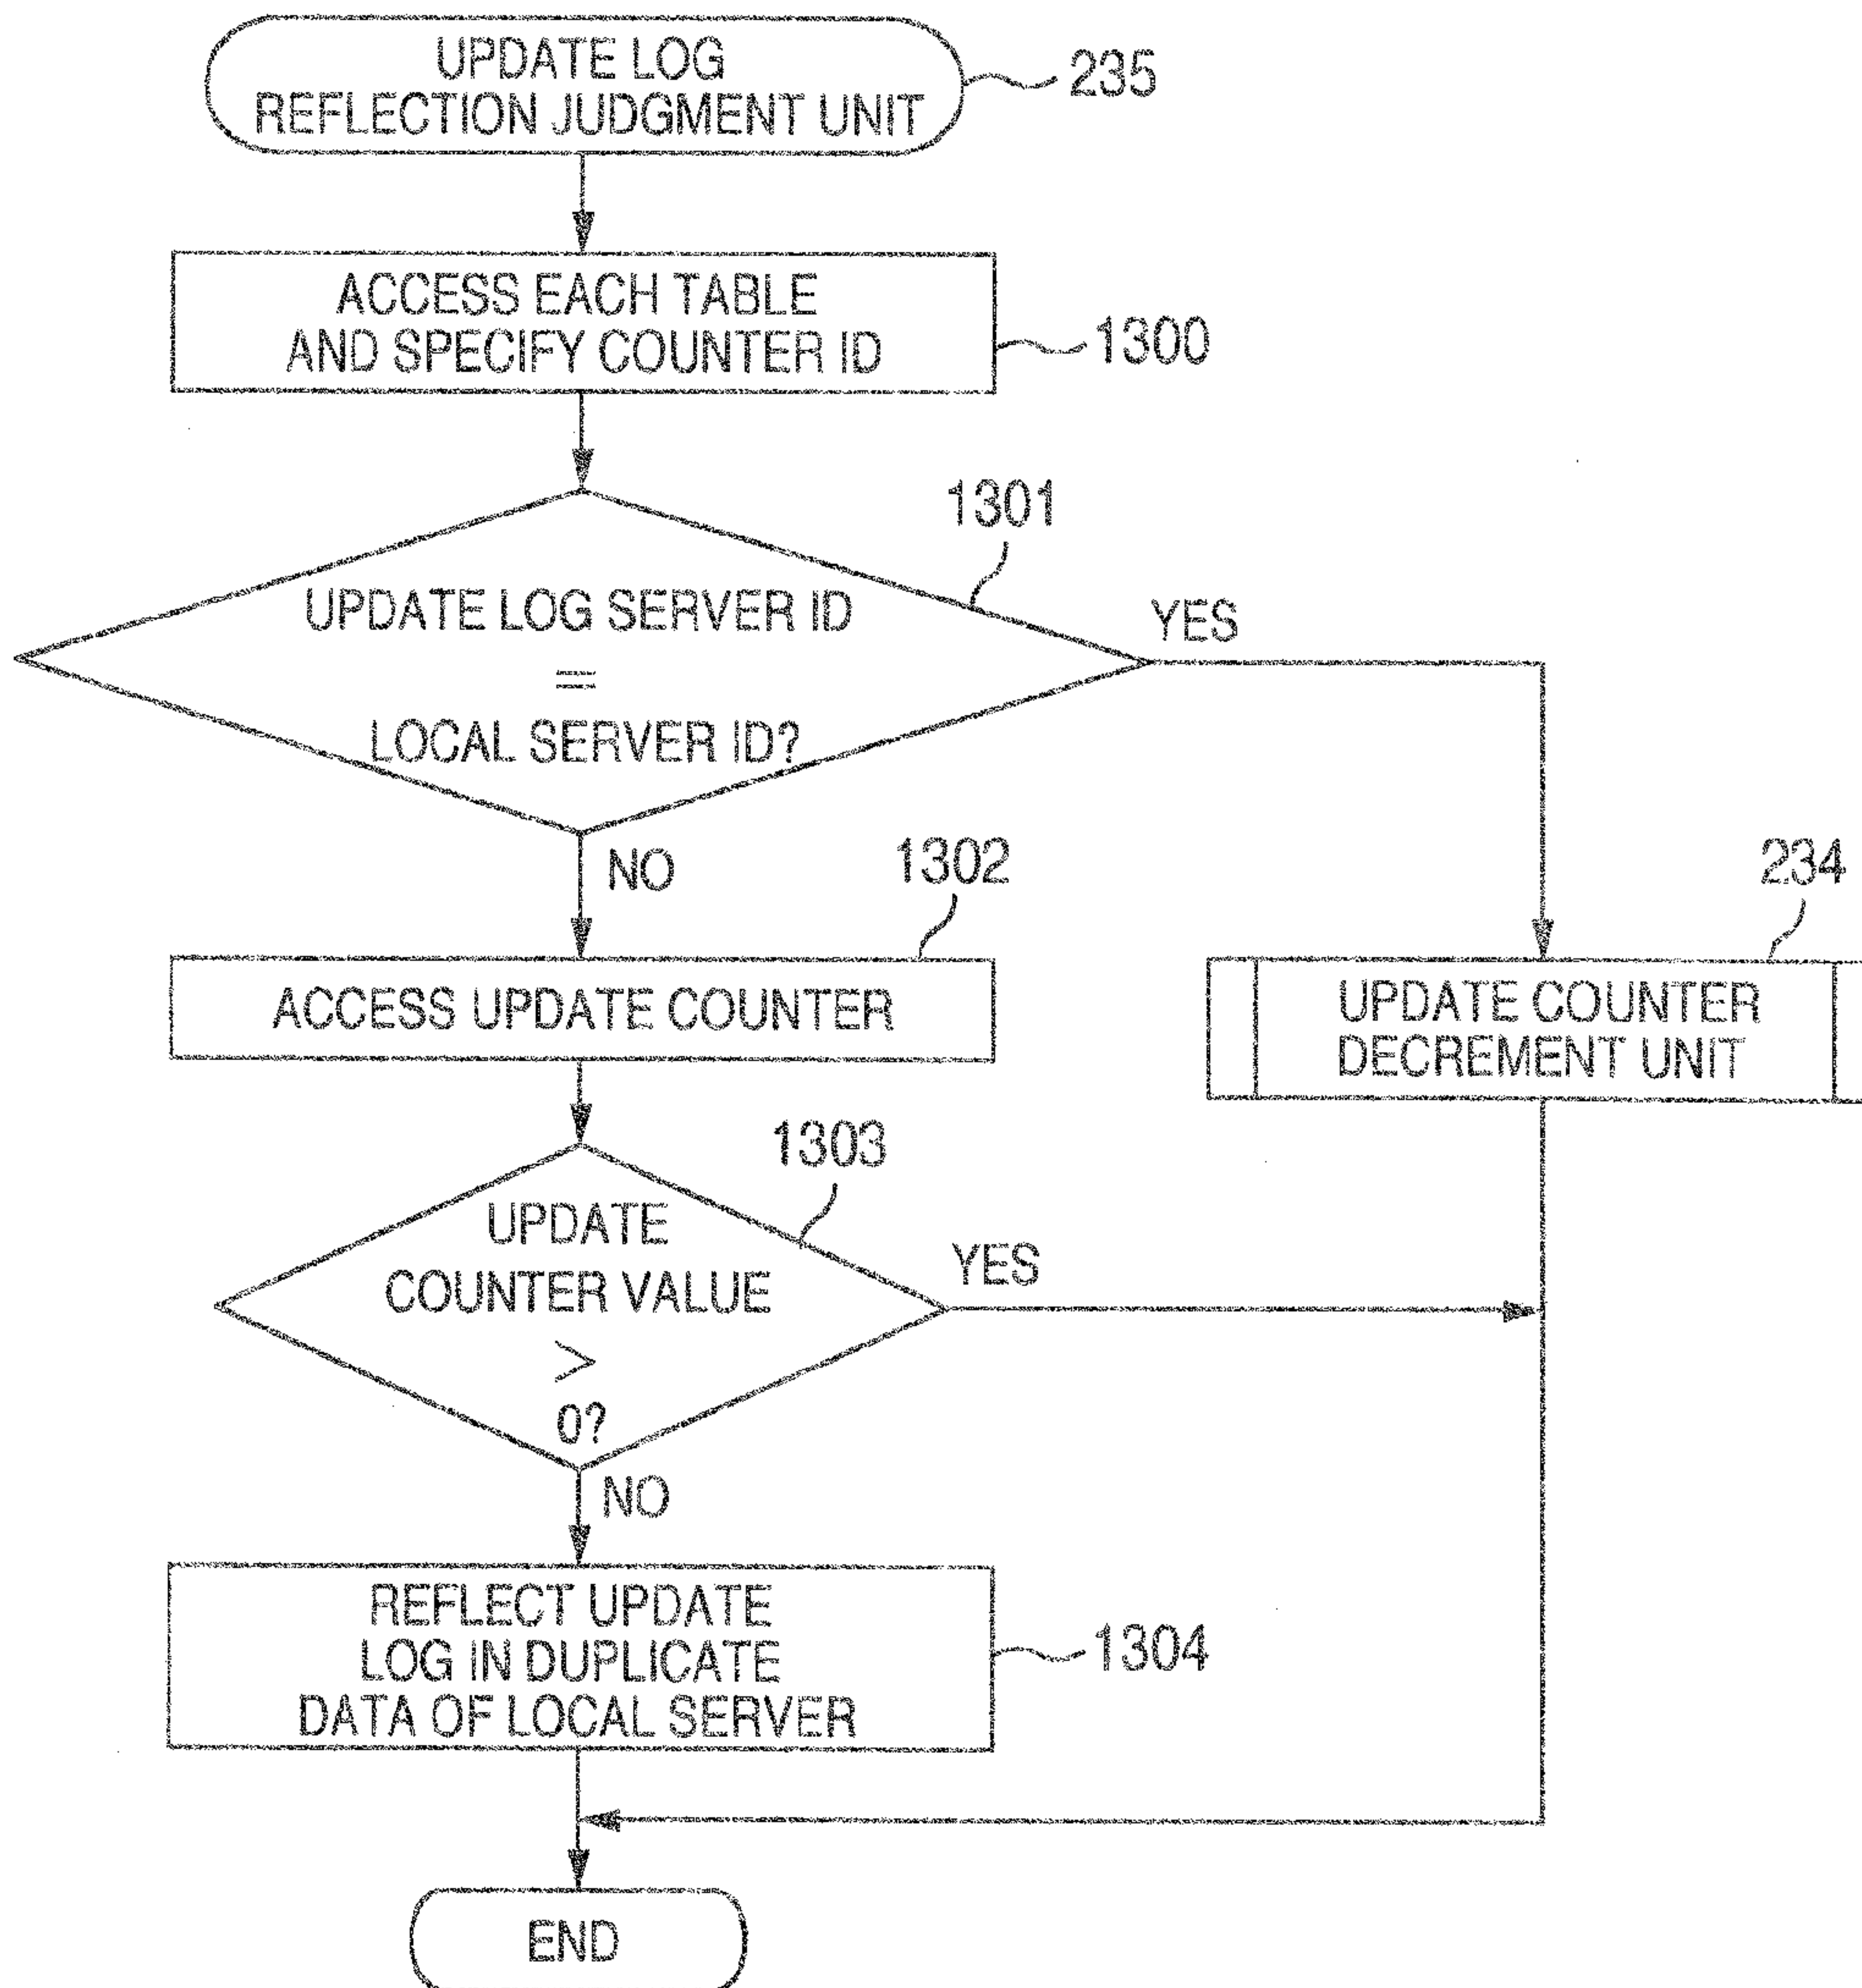 UPDATE LOG
REFLECTION JUDGMENT UNIT
235
ACCESS EACH TABLE
AND SPECIFY COUNTER ID
1300
1301
UPDATE LOG SERVER ID
=
LOCAL SERVER ID?
YES
NO
1302
234
ACCESS UPDATE COUNTER
UPDATE COUNTER
DECREMENT UNIT
1303
UPDATE
COUNTER VALUE
>
0?
YES
NO
REFLECT UPDATE
LOG IN DUPLICATE
DATA OF LOCAL SERVER
1304
END